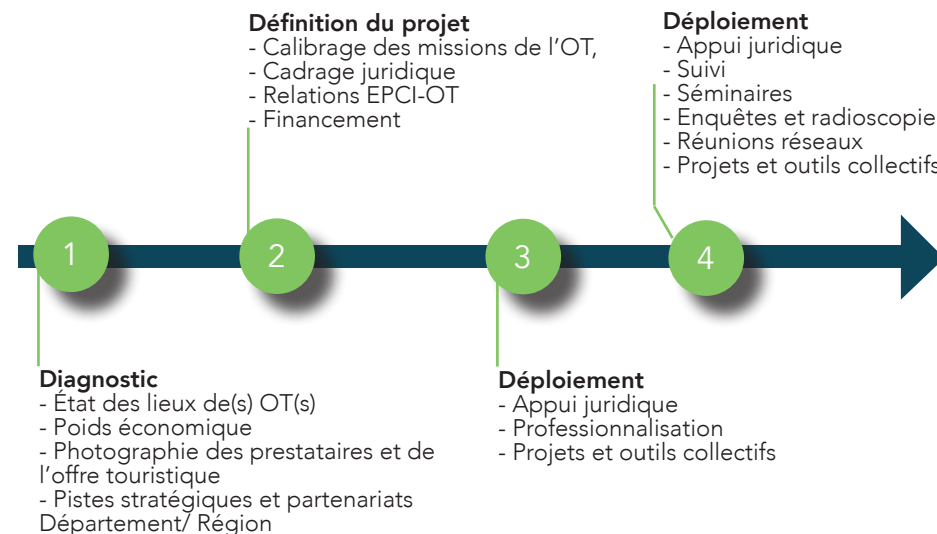 Définition du projet
- Calibrage des missions de l'OT,
- Cadrage juridique
- Relations EPCI-OT
- Financement
Déploiement
- Appui juridique
- Suivi
- Séminaires
- Enquêtes et radioscopie
- Réunions réseaux
- Projets et outils collectifs
1
2
3
4
Diagnostic
- État des lieux de(s) OT(s)
- Poids économique
- Photographie des prestataires et de
l'offre touristique
- Pistes stratégiques et partenariats
Département/ Région
Déploiement
- Appui juridique
- Professionnalisation
- Projets et outils collectifs